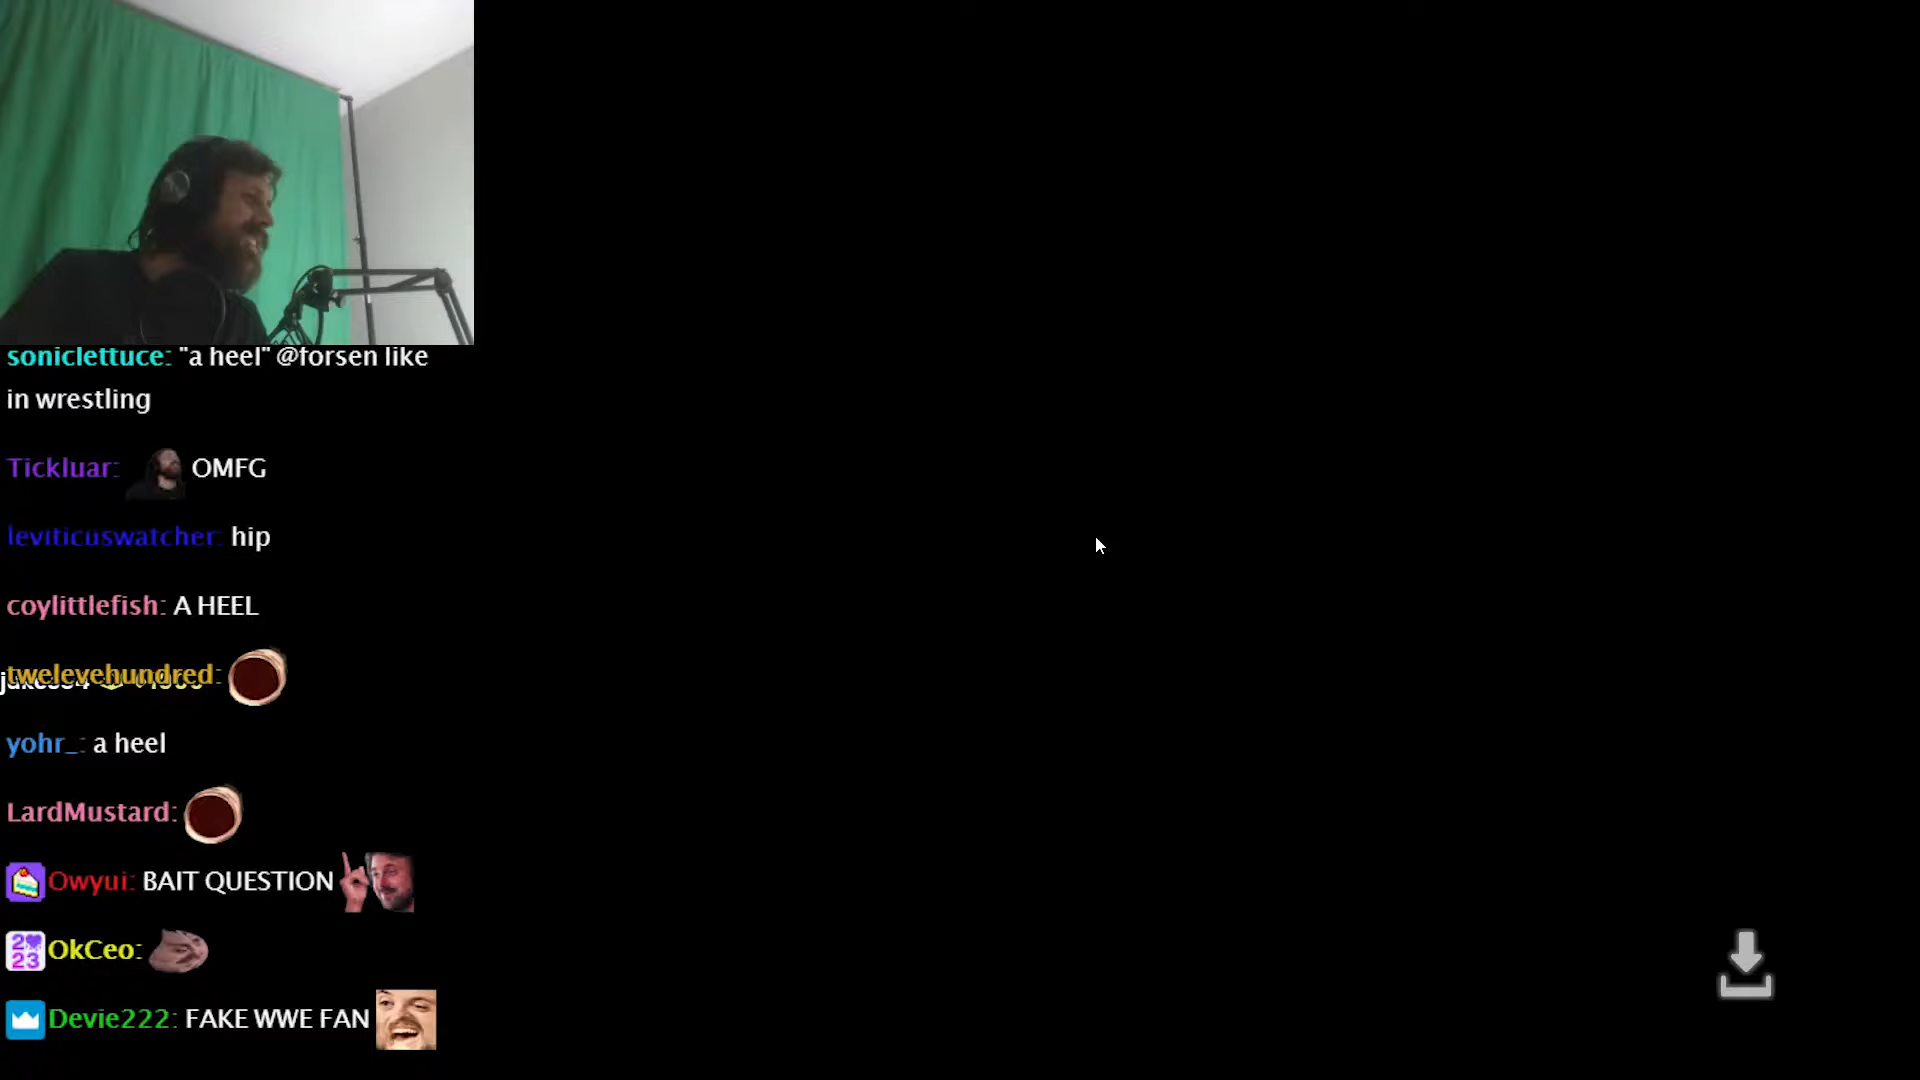 soniclettuce: "a heel" @forsen like
in wrestling
Tickluar: OMFG
leviticuswatcher: hip
coylittlefish: A HEEL
twelevehundred:
yohr_: a heel
LardMustard:
Owyui: BAIT QUESTION
2023
OkCeo:
Devie222: FAKE WWE FAN